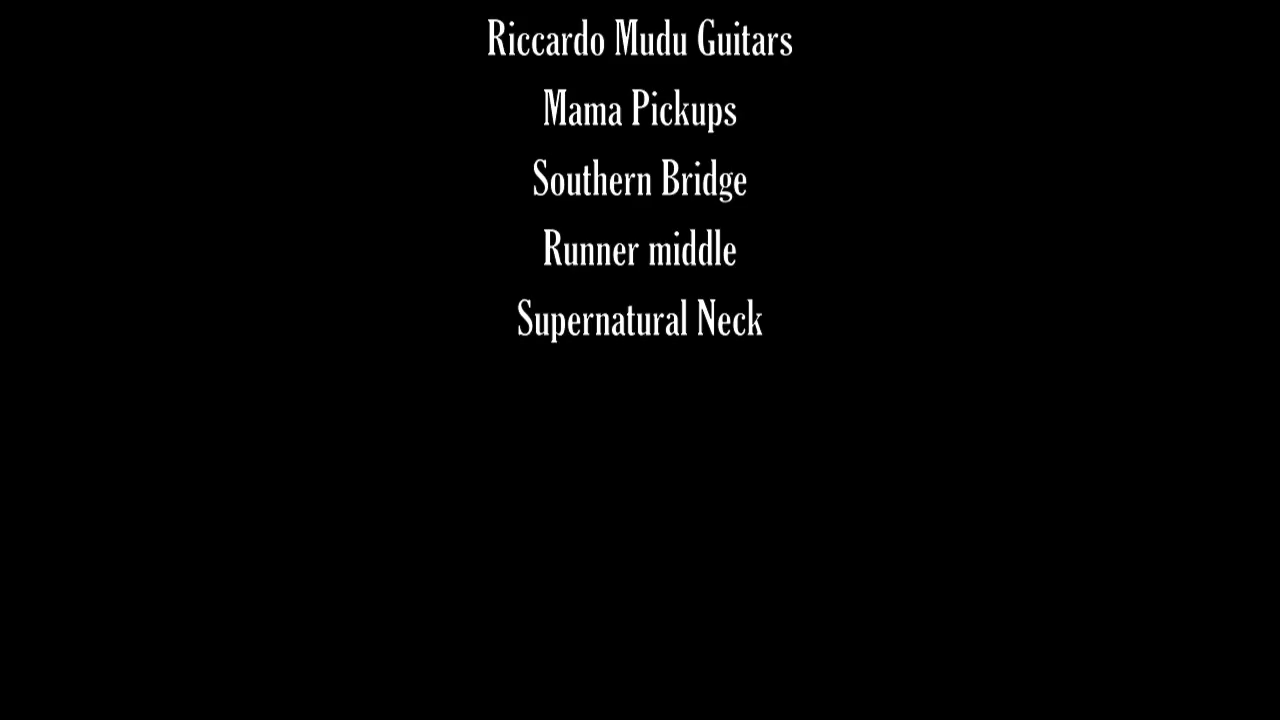 Riccardo Mudu Guitars
Mama Pickups
Southern Bridge
Runner middle
Supernatural Neck